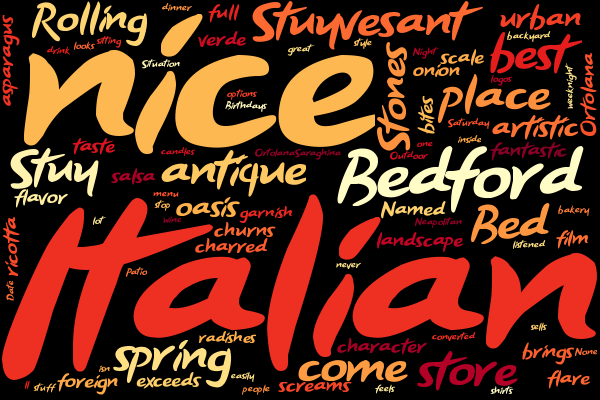 Rolling
dinner
full
Stuyvesant
urban
backyard
asparagus
drink looks sitting
verde
great
style
Night
scale
best
Situation
onion
logos
weeknight
Ortolana
nice
options
Birthdays
Stones
bites
place
Saturday
artistic
taste
candles
OrtolanaSaraghina
Outdoor
one
inside
fantastic
Stuy
salsa
antique
Bedford
flavor
menu
stop
oasis
garnish
Named
bakery
lot
wine
churns
Neapolitan
Bed
charred
landscape
listened
film
ricotta
Date
patio
never
Italian
radishes
converted
sells
character
spring
isn
come
store
brings
None
ll
stuff
foreign
exceeds
easily
people
screams
feels
shirts
flare